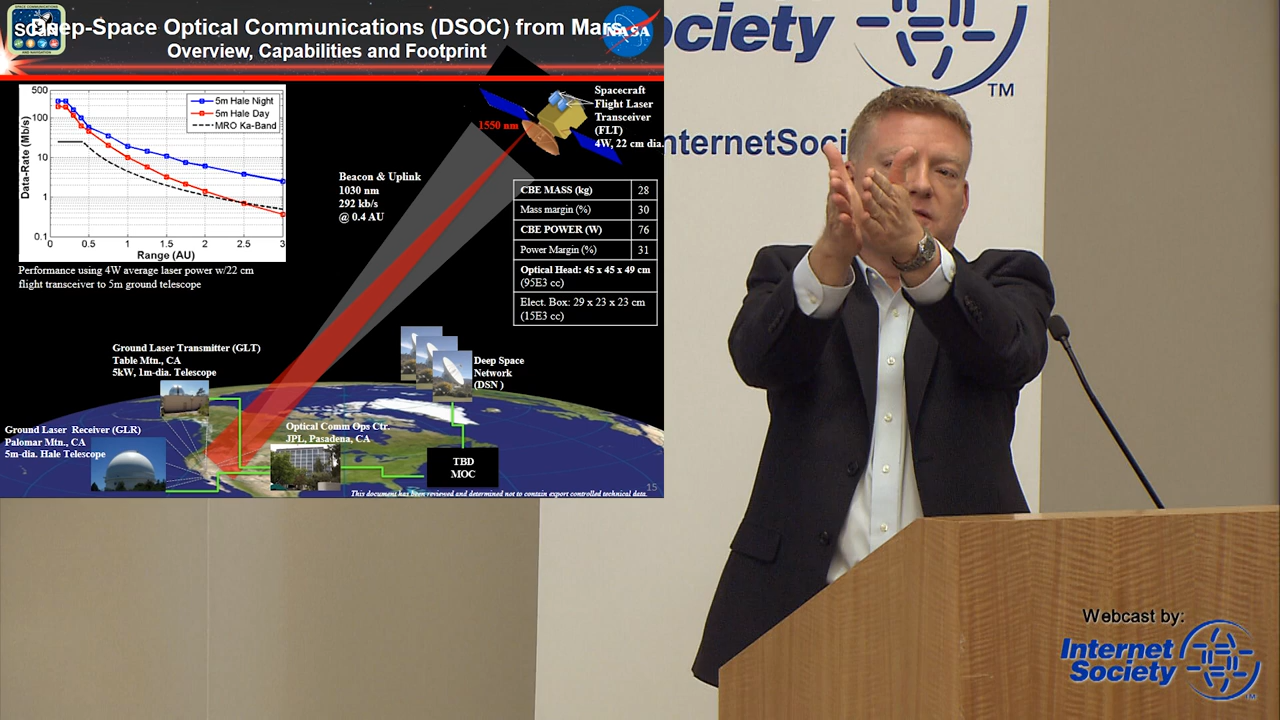 Deep-Space Optical Communications (DSOC) from Mars
Overview, Capabilities and Footprint
SCaN
NASA
500
100
10
1
0.1
Data-Rate (Mb/s)
5m Hale Night
5m Hale Day
MRO Ka-Band
0 0.5 1 1.5 2 2.5 3
Range (AU)
Performance using 4W average laser power w/22 cm
flight transceiver to 5m ground telescope
Beacon & Uplink
1030 nm
292 kb/s
@ 0.4 AU
1550 nm
Spacecraft
Flight Laser
Transceiver
(FLT)
4W, 22 cm dia.
CBE MASS (kg) 28
Mass margin (%) 30
CBE POWER (W) 76
Power Margin (%) 31
Optical Head: 45 x 45 x 49 cm
(95E3 cc)
Elect. Box: 29 x 23 x 23 cm
(15E3 cc)
Ground Laser Transmitter (GLT)
Table Mtn., CA
5kW, 1m-dia. Telescope
Deep Space
Network
(DSN )
Ground Laser Receiver (GLR)
Palomar Mtn., CA
5m-dia. Hale Telescope
Optical Comm Ops Ctr.
JPL, Pasadena, CA
TBD
MOC
This document has been reviewed and determined not to contain export controlled technical data.
15
ociety
TM
InternetSoci
Webcast by:
Internet
Society
TM